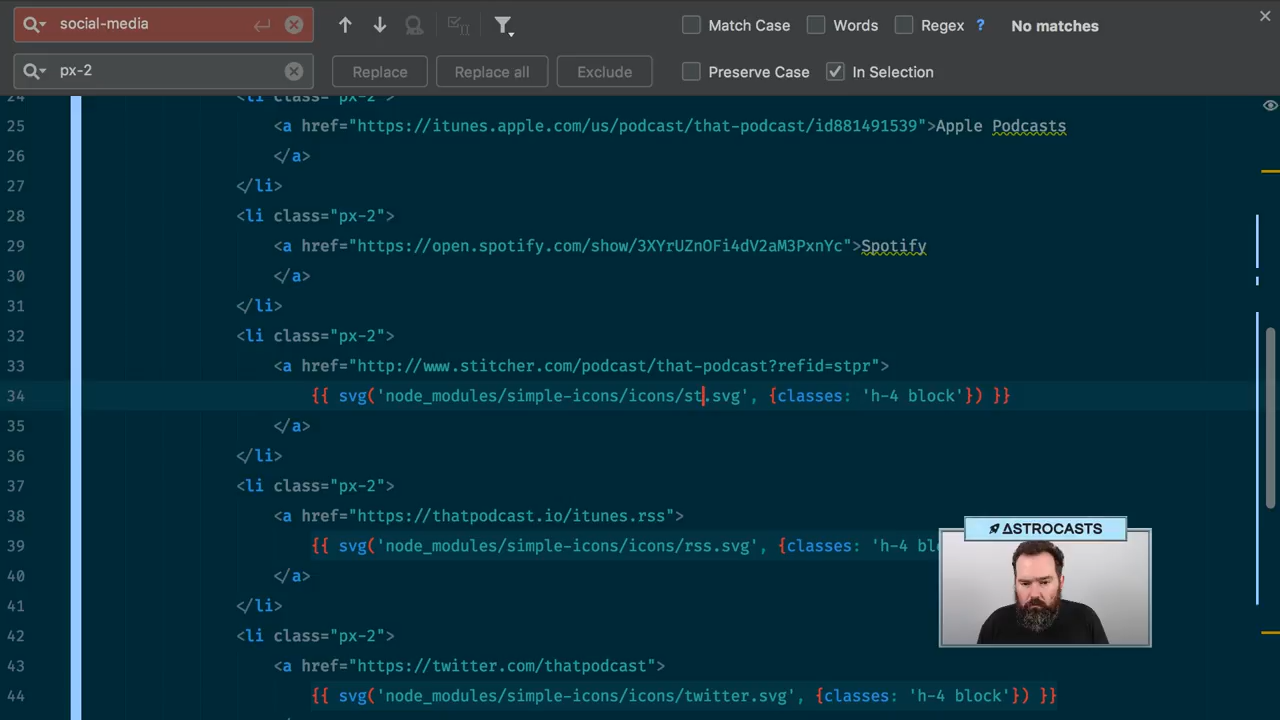 social-media
Match Case
Words
Regex
?
No matches
px-2
Replace
Replace all
Exclude
Preserve Case
In Selection
24 <li class="px-2">
25 <a href="https://itunes.apple.com/us/podcast/that-podcast/id881491539">Apple Podcasts
26 </a>
27 </li>
28 <li class="px-2">
29 <a href="https://open.spotify.com/show/3XYrUZnOFi4dV2aM3PxnYc">Spotify
30 </a>
31 </li>
32 <li class="px-2">
33 <a href="http://www.stitcher.com/podcast/that-podcast?refid=stpr">
34 {{ svg('node_modules/simple-icons/icons/st.svg', {classes: 'h-4 block'}) }}
35 </a>
36 </li>
37 <li class="px-2">
38 <a href="https://thatpodcast.io/itunes.rss">
39 {{ svg('node_modules/simple-icons/icons/rss.svg', {classes: 'h-4
40 </a>
41 </li>
42 <li class="px-2">
43 <a href="https://twitter.com/thatpodcast">
44 {{ svg('node_modules/simple-icons/icons/twitter.svg', {classes: 'h-4 block'}) }}
ASTROCASTS